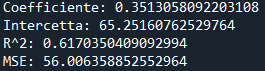 Coefficiente: 0.3513058092203108
Intercetta: 65.25160762529764
R^2: 0.6170350409092994
MSE: 56.006358852552964